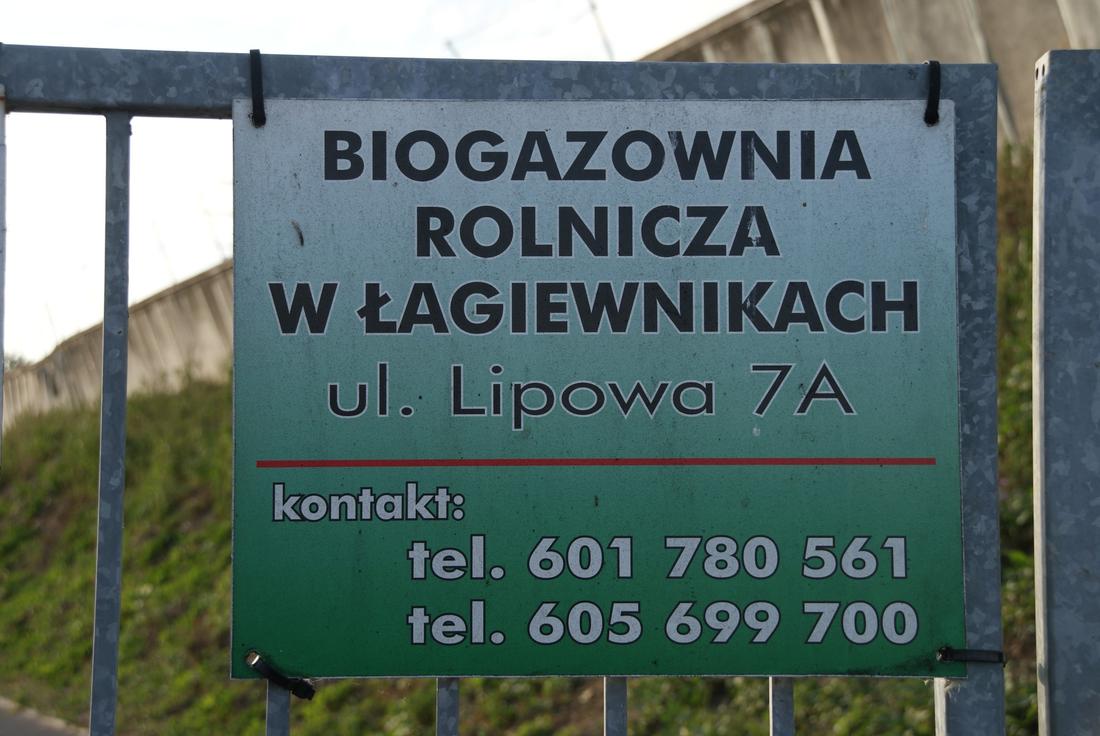 BIOGAZOWNIA
ROLNICZA
W ŁAGIEWNIKACH
ul. Lipowa 7A
kontakt:
tel. 601 780 561
tel. 605 699 700